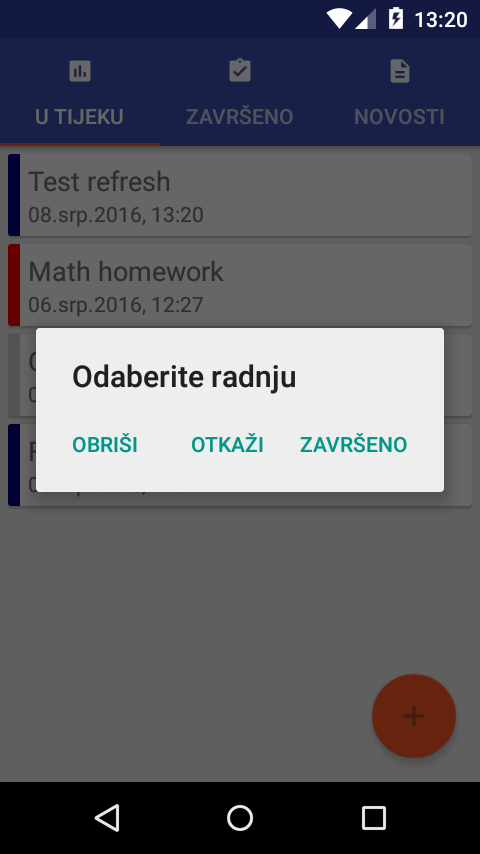 13:20
U TIJEKU
ZAVRŠENO
NOVOSTI
Test refresh
08.srp.2016, 13:20
Math homework
06.srp.2016, 12:27
Odaberite radnju
OBRIŠI
OTKAŽI
ZAVRŠENO